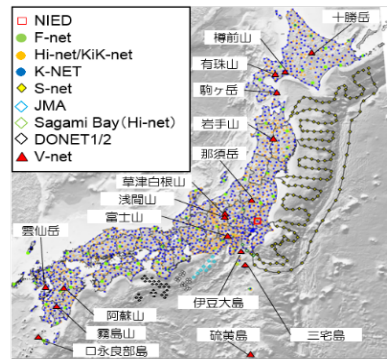 NIED
F-net
Hi-net/KiK-net
K-NET
S-net
JMA
Sagami Bay(Hi-net)
DONET1/2
V-net
十勝岳
樽前山
有珠山
駒ヶ岳
岩手山
那須岳
草津白根山
浅間山
富士山
雲仙岳
伊豆大島
阿蘇山
霧島山
硫黄島
三宅島
口永良部島